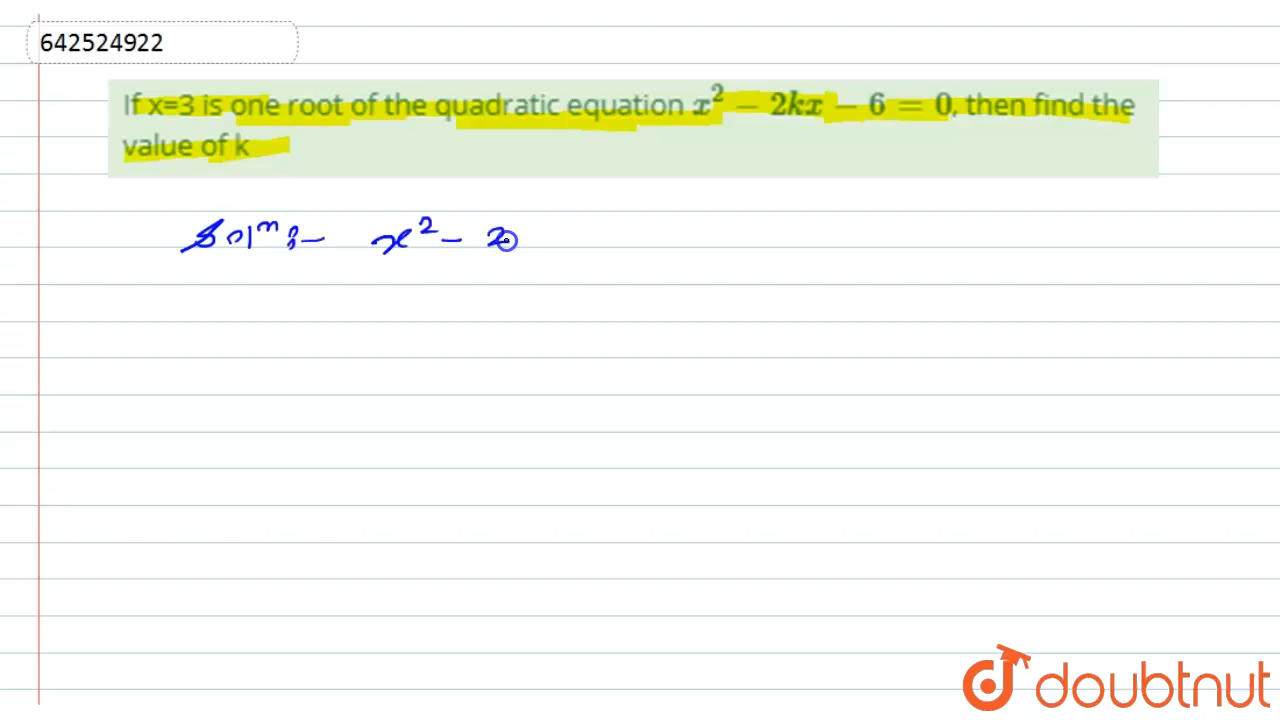 642524922
If x=3 is one root of the quadratic equation x² − 2kx − 6 = 0, then find the
value of k
Solⁿ:- x² - 2
doubtnut